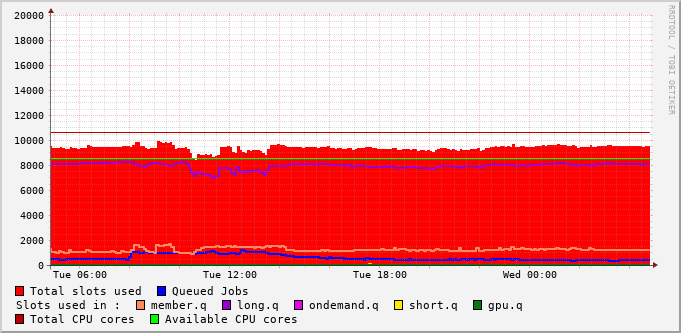 20000
18000
16000
14000
12000
10000
8000
6000
4000
2000
0
Tue 06:00 Tue 12:00 Tue 18:00 Wed 00:00
RRDTOOL / TOBI OETIKER
Total slots used Queued Jobs
Slots used in : member.q long.q ondemand.q short.q gpu.q
Total CPU cores Available CPU cores